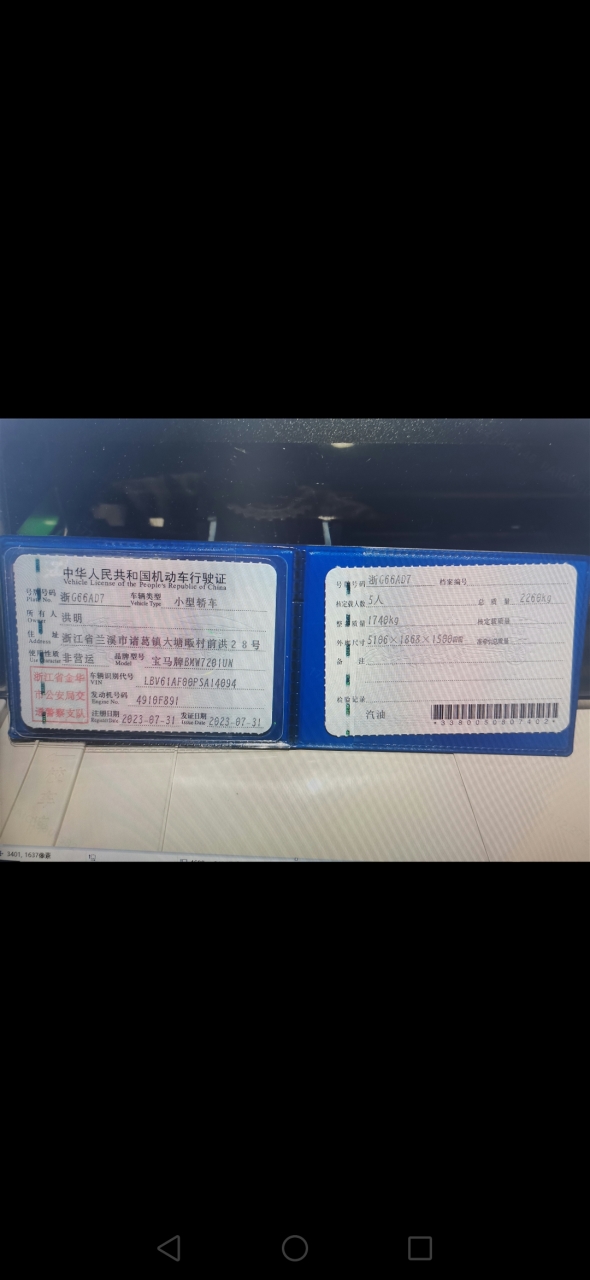 中华人民共和国机动车行驶证
Vehicle License of the People's Republic of China
号牌号码 浙G66AD7 车辆类型 小型轿车
Plate No. Vehicle Type
所有人 洪明
Owner
住址 浙江省兰溪市诸葛镇大塘畈村前洪28号
Address
使用性质 非营运 品牌型号 宝马牌BMW7201UN
Use Character Model
浙江省金华
市公安局交
通警察支队
车辆识别代号
VIN
发动机号码 4910F891
Engine No.
注册日期 2023-07-31 发证日期 2023-07-31
Register Date Issue Date
号牌号码 浙G66AD7 档案编号
核定载人数 5人 总质量 2260kg
整备质量 1740kg 核定载质量 --
外廓尺寸 5106×1868×1500mm 准牵引总质量 --
备注
检验记录
汽油
3401, 1637像素